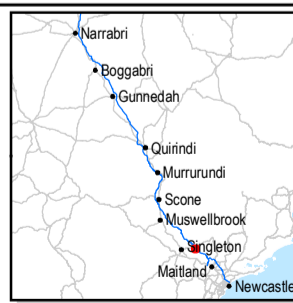 Narrabri
Boggabri
Gunnedah
Quirindi
Murrurundi
Scone
Muswellbrook
Singleton
Maitland
Newcastle